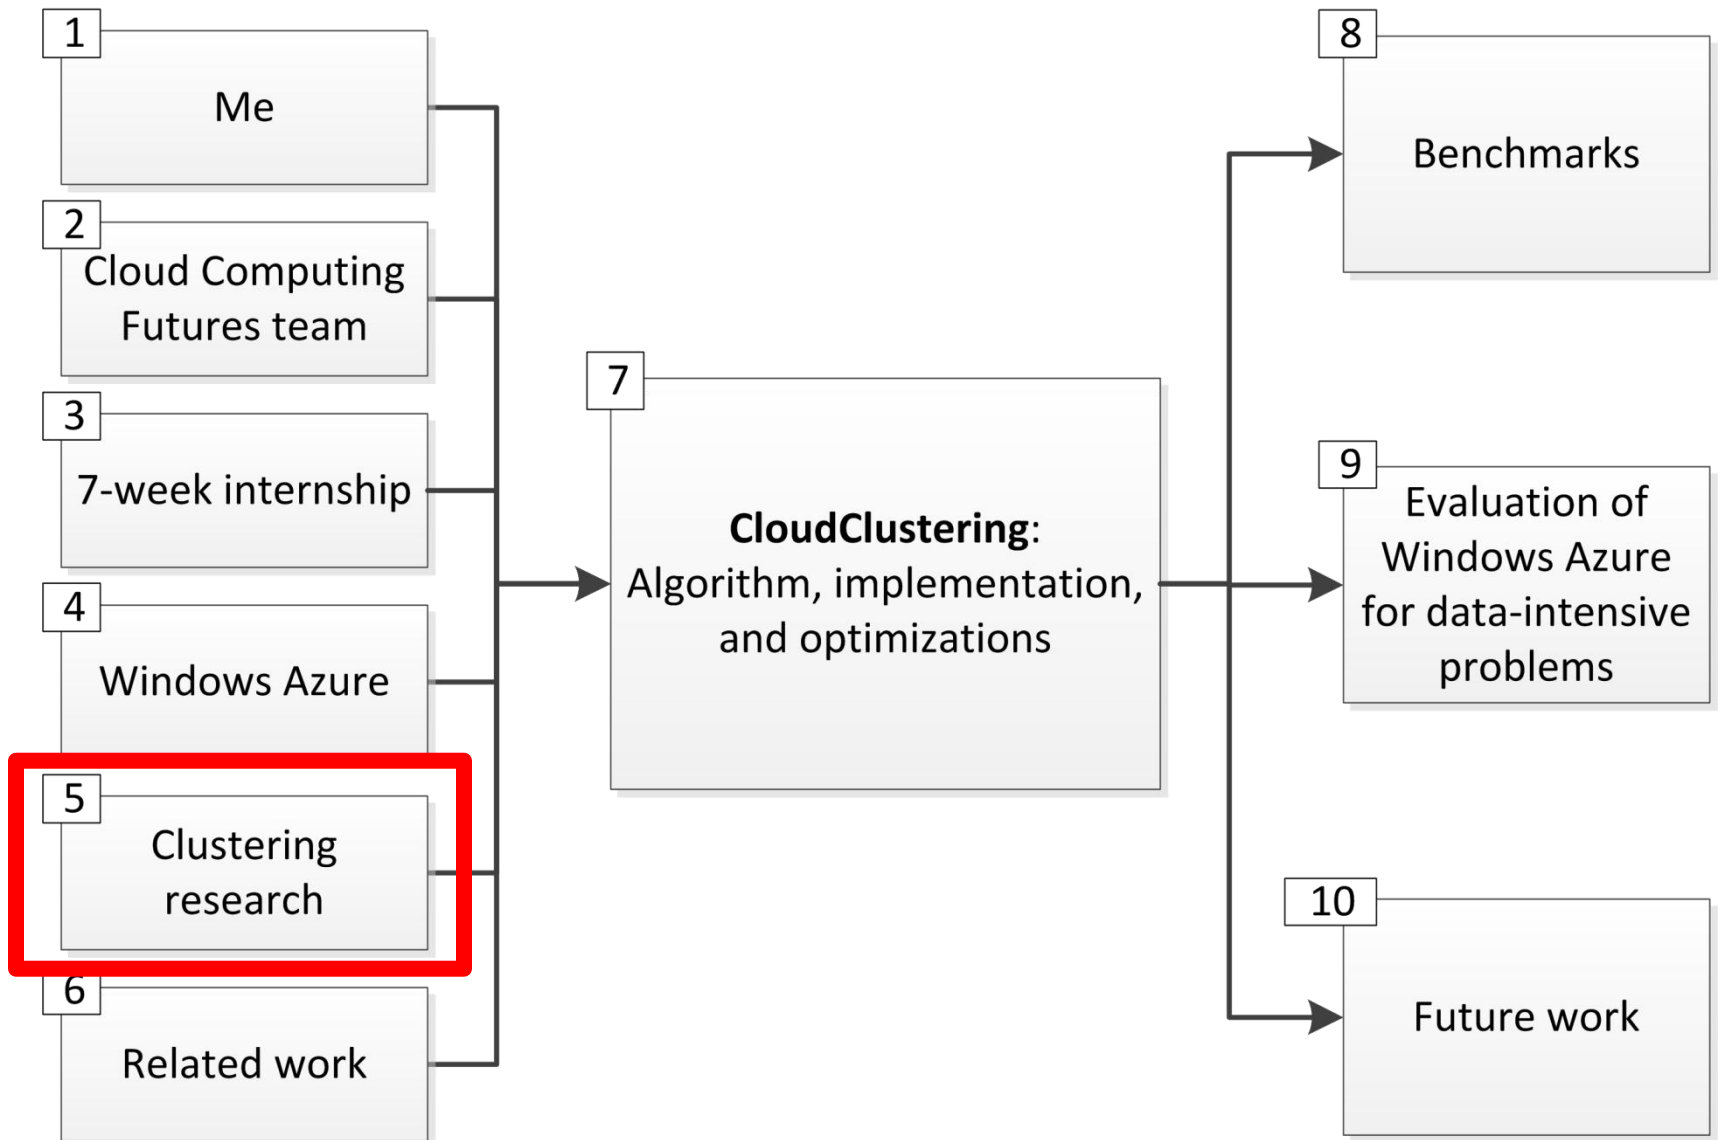 1
Me
2
Cloud Computing
Futures team
3
7-week internship
4
Windows Azure
5
Clustering
research
6
Related work
7
CloudClustering:
Algorithm, implementation,
and optimizations
8
Benchmarks
9
Evaluation of
Windows Azure
for data-intensive
problems
10
Future work